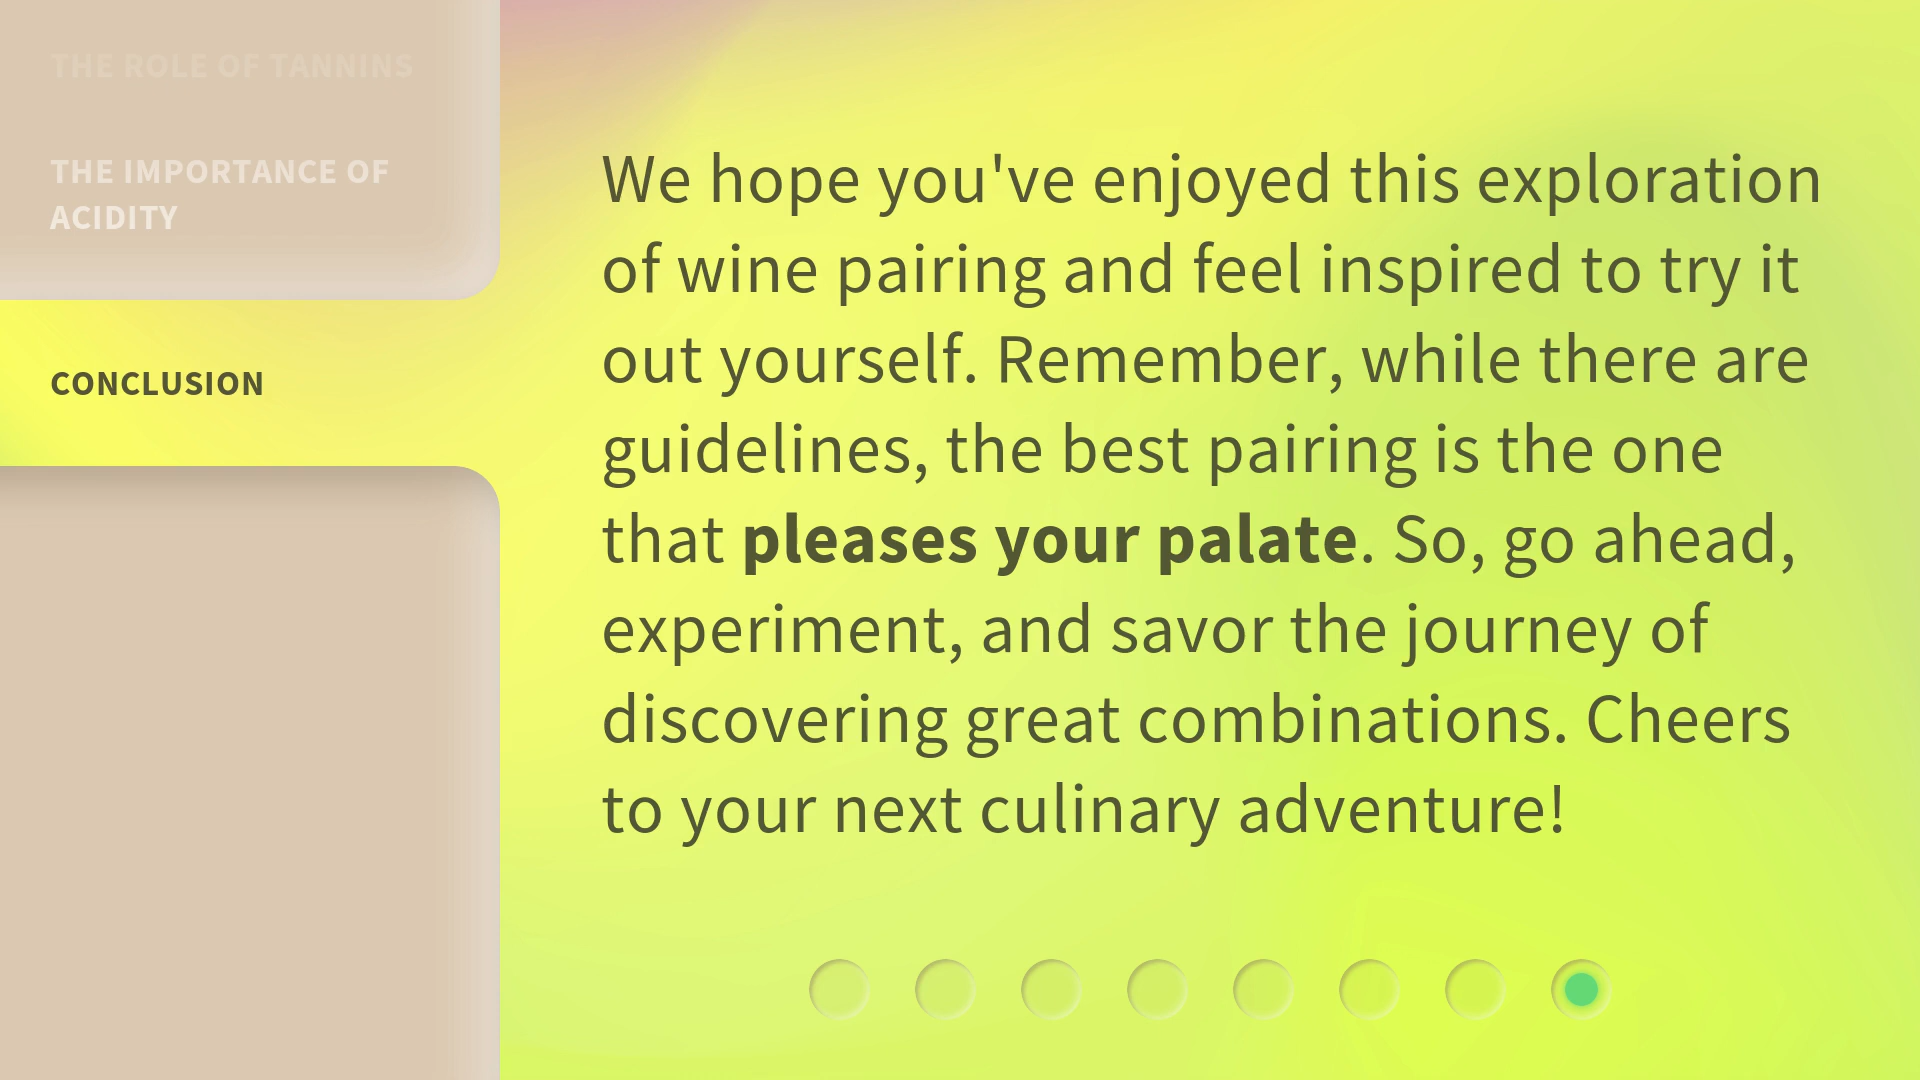 THE ROLE OF TANNINS
THE IMPORTANCE OF
ACIDITY
CONCLUSION
We hope you've enjoyed this exploration
of wine pairing and feel inspired to try it
out yourself. Remember, while there are
guidelines, the best pairing is the one
that pleases your palate. So, go ahead,
experiment, and savor the journey of
discovering great combinations. Cheers
to your next culinary adventure!